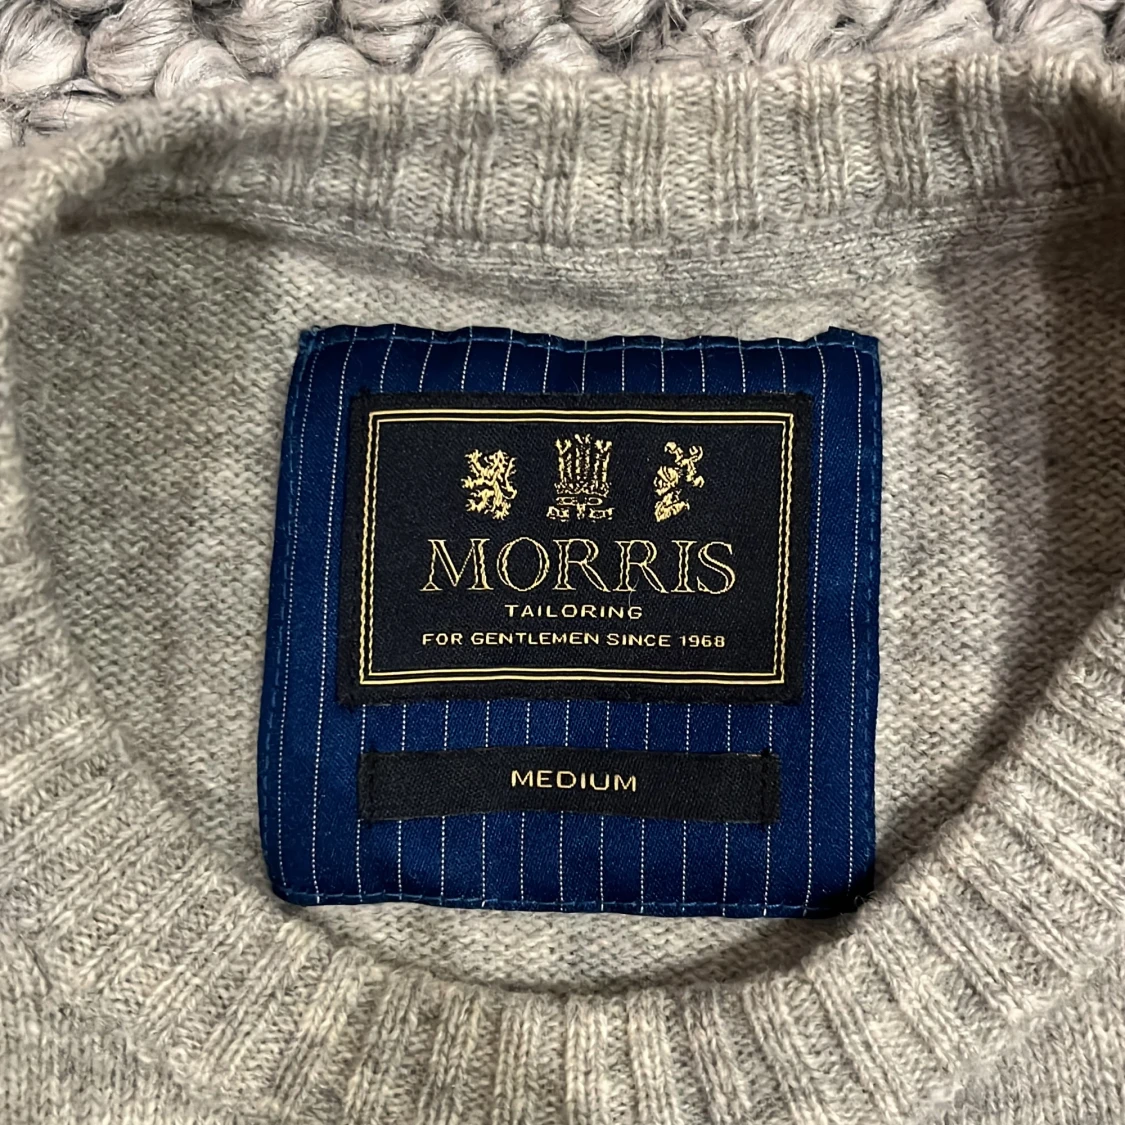 MORRIS
TAILORING
FOR GENTLEMEN SINCE 1968
MEDIUM